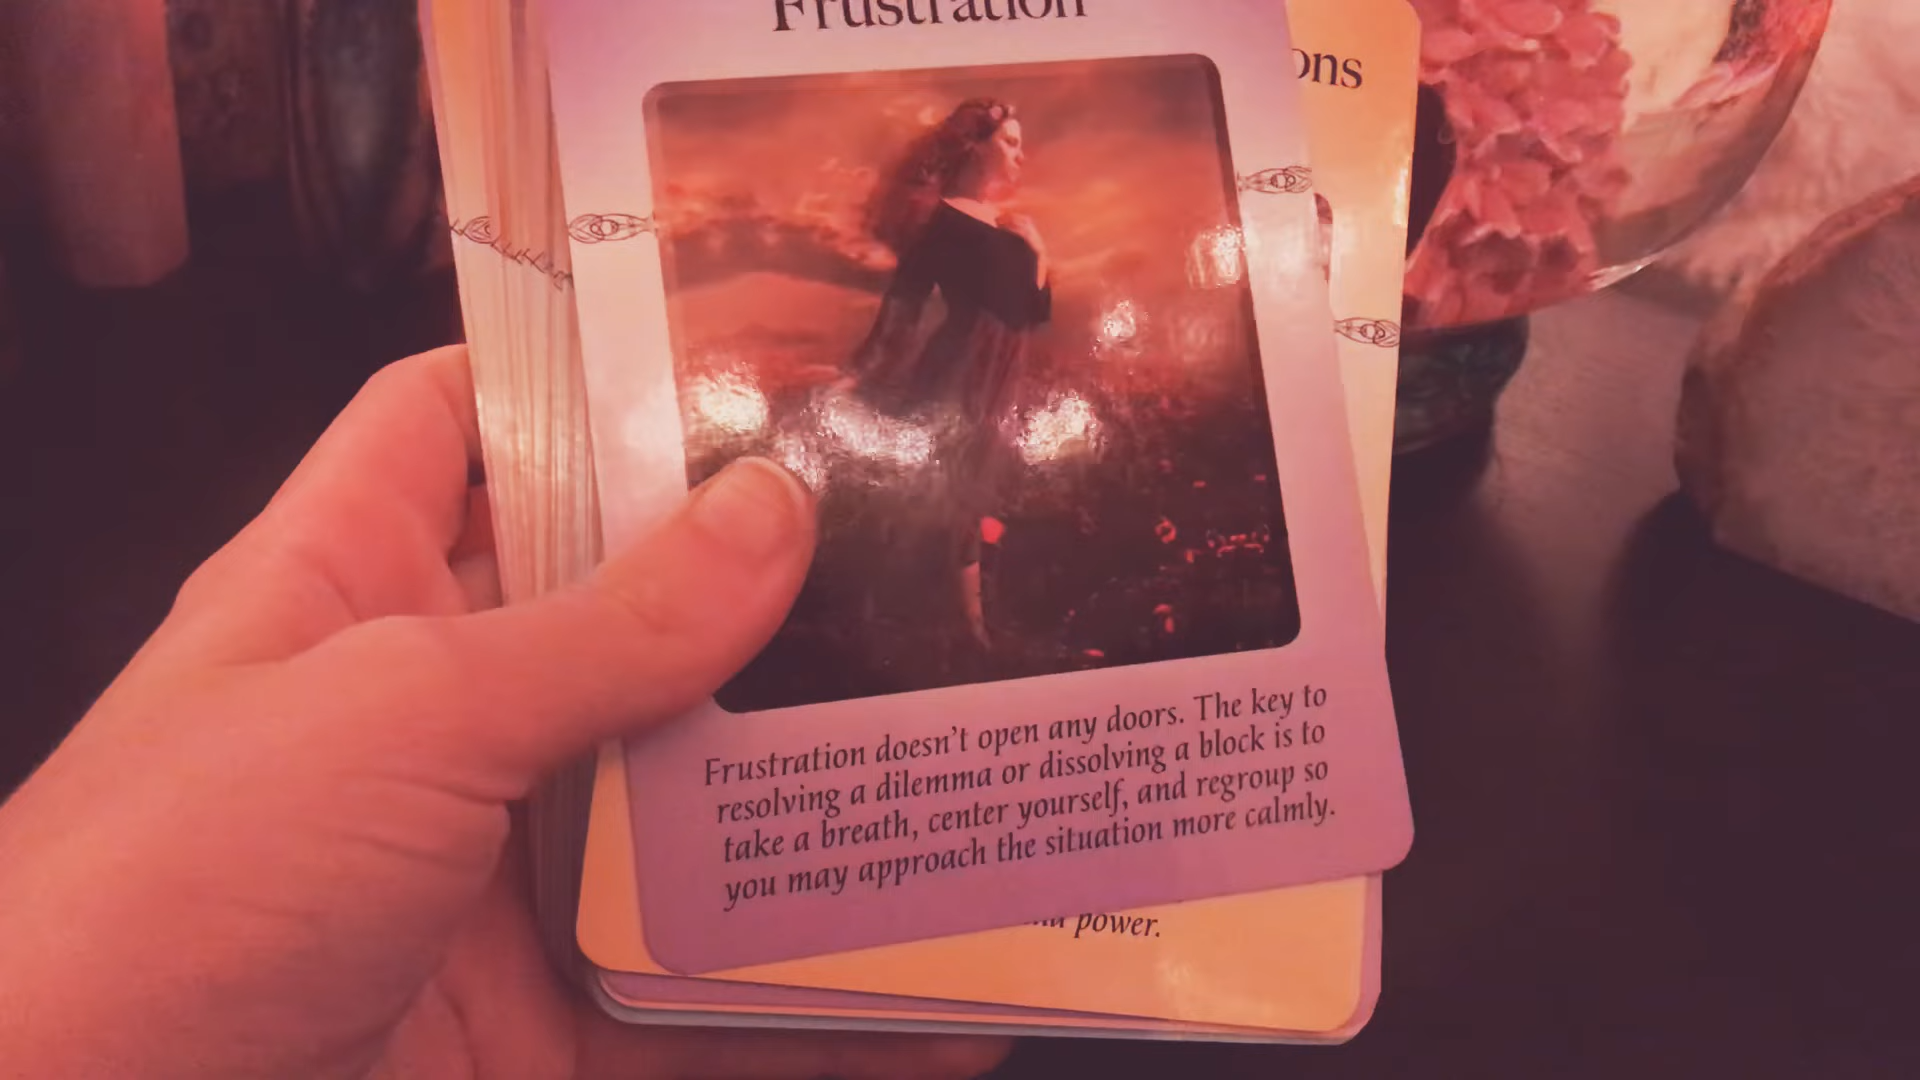 Frustration
ons
Frustration doesn't open any doors. The key to
resolving a dilemma or dissolving a block is to
take a breath, center yourself, and regroup so
you may approach the situation more calmly.
power.